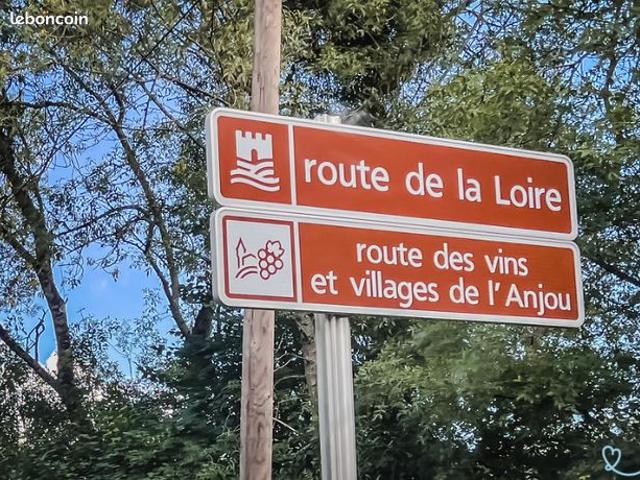 leboncoin
route de la Loire
route des vins
et villages de l'Anjou